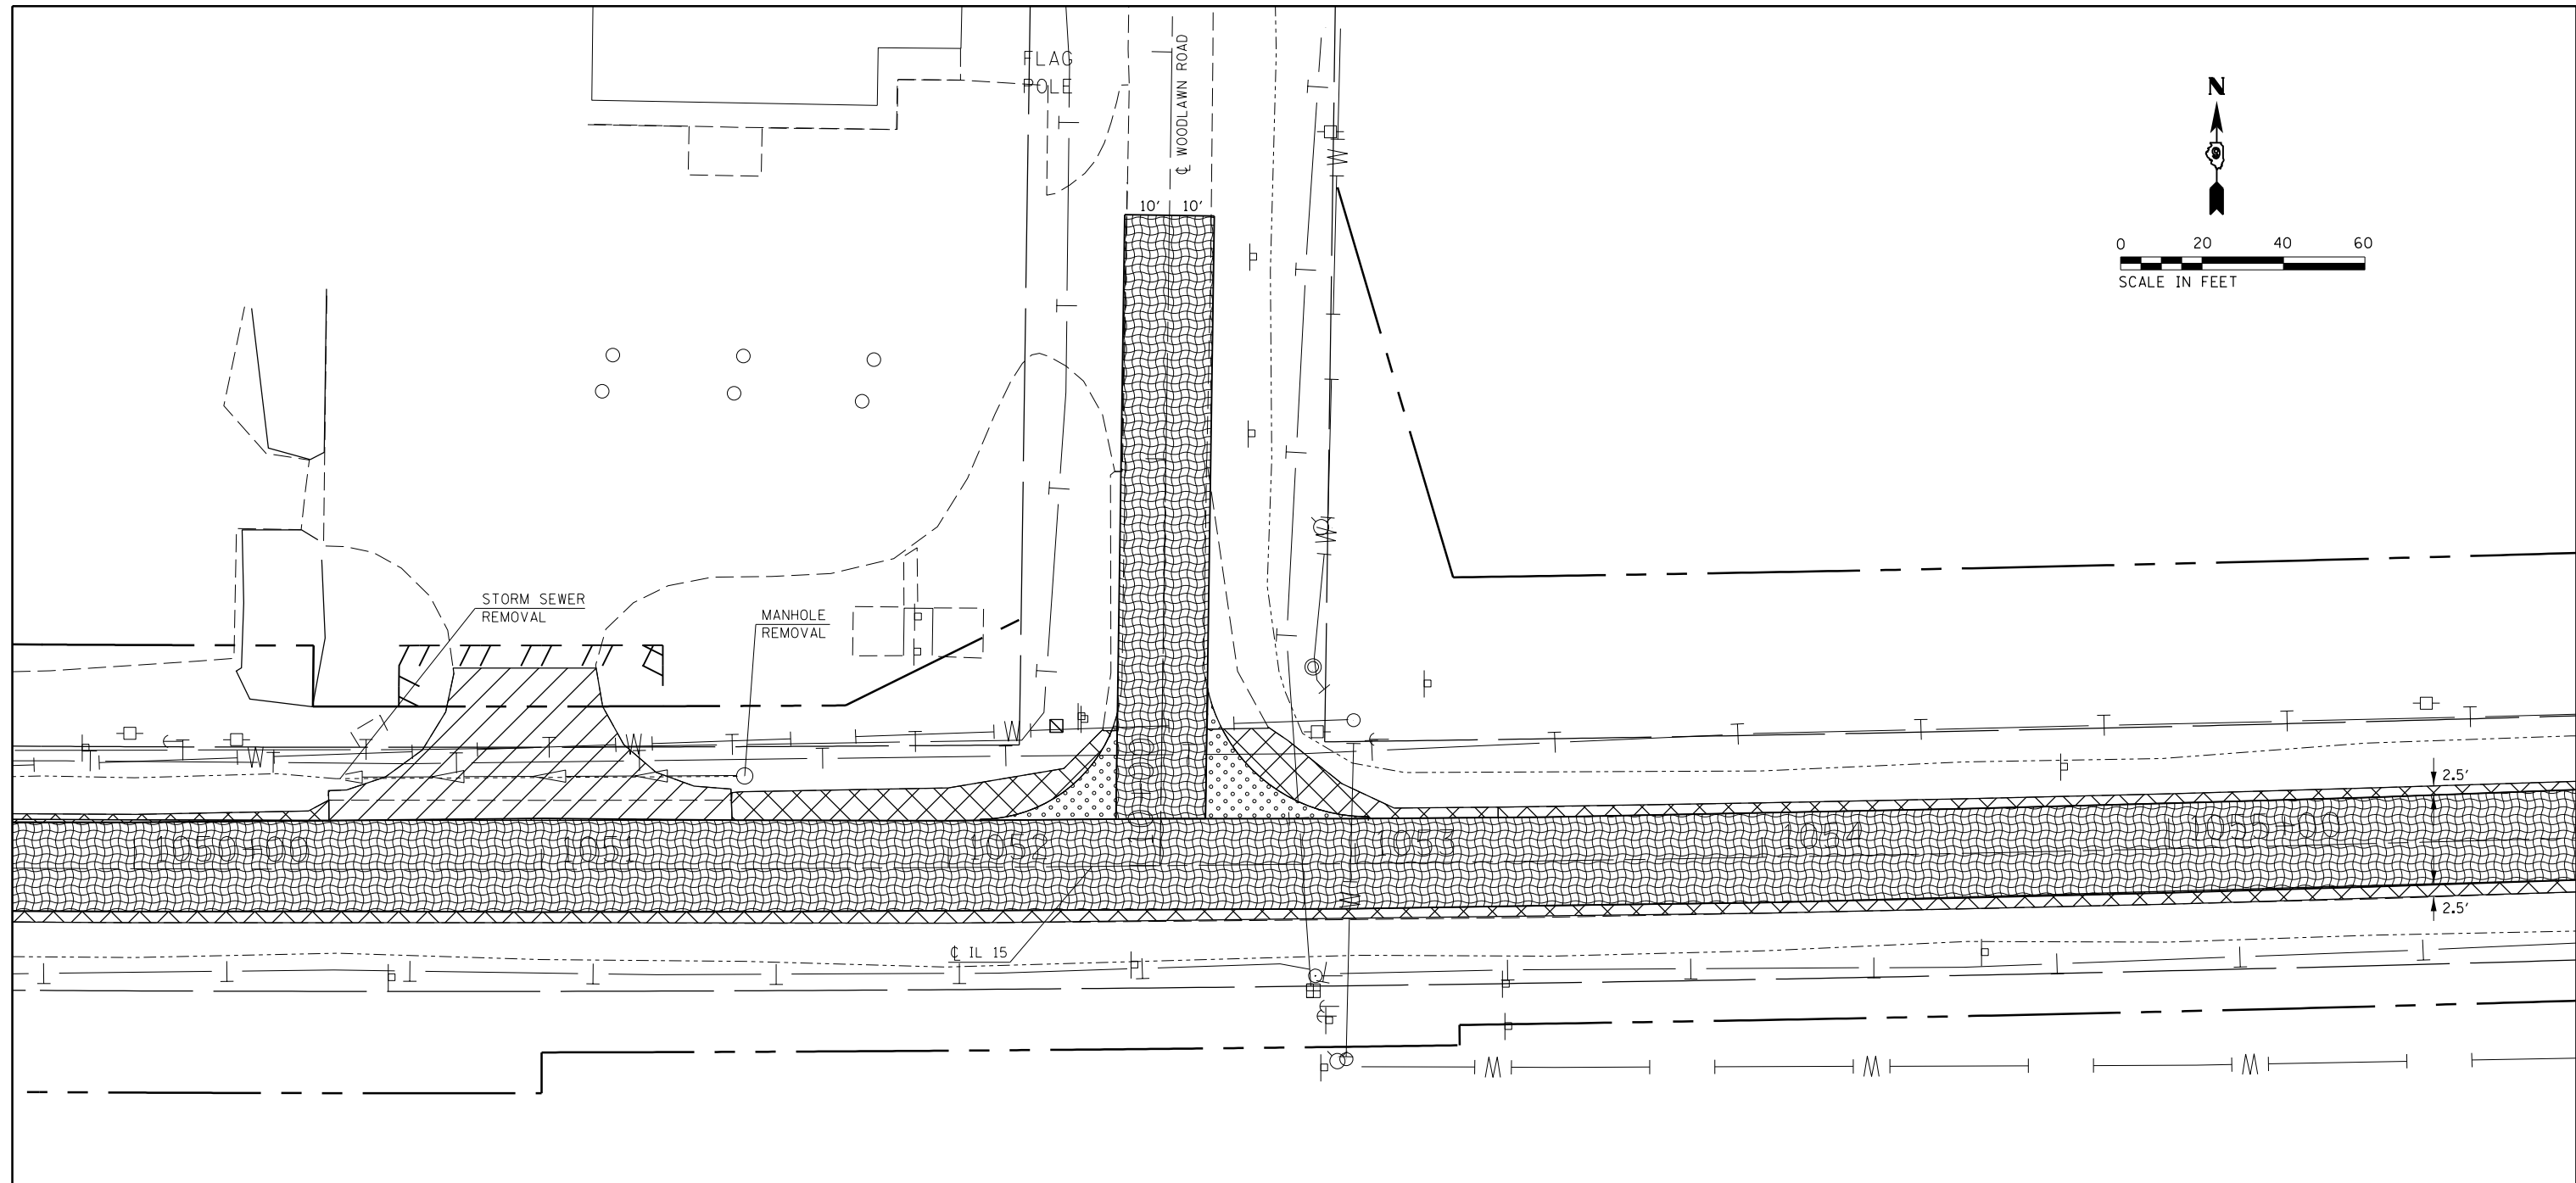 FLAG
POLE
℄ WOODLAWN ROAD
N
10' 10'
0 20 40 60
SCALE IN FEET
STORM SEWER
REMOVAL
MANHOLE
REMOVAL
W
W
W
W
W
2.5'
1050+00
1051
1052
1053
1054
1055+00
2.5'
℄ IL 15
W
W
W
W